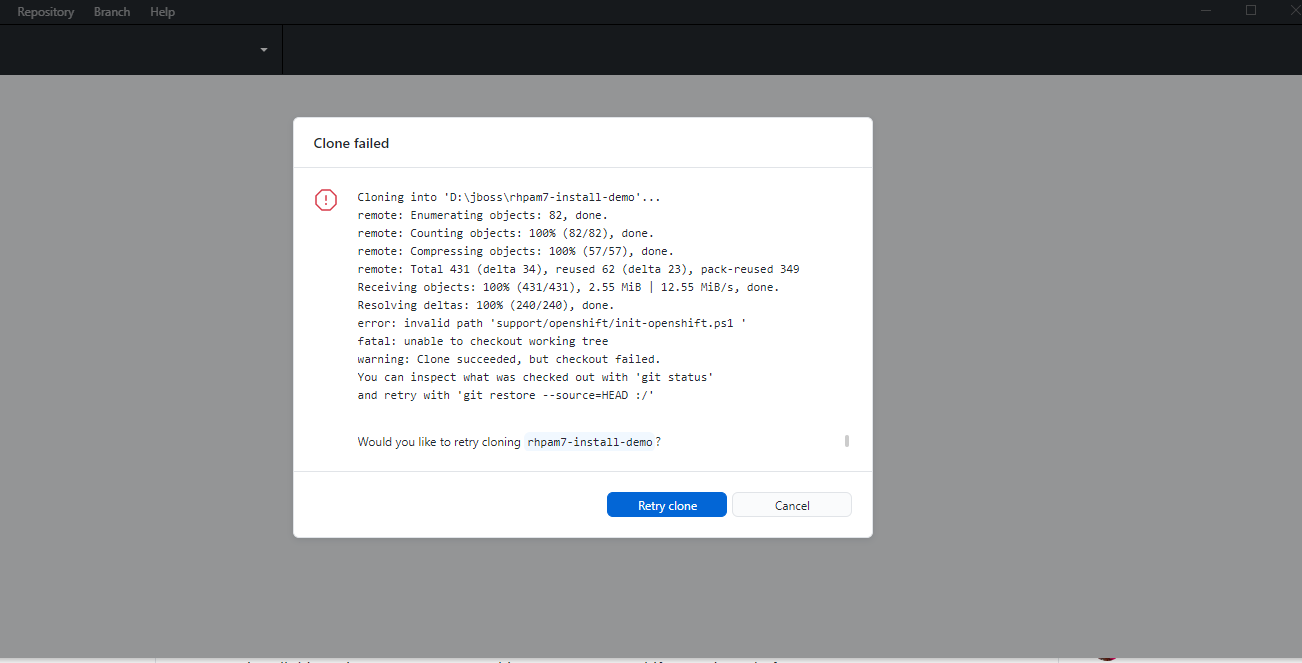 Repository Branch Help
Clone failed
Cloning into 'D:\jboss\rhpam7-install-demo'...
remote: Enumerating objects: 82, done.
remote: Counting objects: 100% (82/82), done.
remote: Compressing objects: 100% (57/57), done.
remote: Total 431 (delta 34), reused 62 (delta 23), pack-reused 349
Receiving objects: 100% (431/431), 2.55 MiB | 12.55 MiB/s, done.
Resolving deltas: 100% (240/240), done.
error: invalid path 'support/openshift/init-openshift.ps1 '
fatal: unable to checkout working tree
warning: Clone succeeded, but checkout failed.
You can inspect what was checked out with 'git status'
and retry with 'git restore --source=HEAD :/'
Would you like to retry cloning rhpam7-install-demo?
Retry clone Cancel